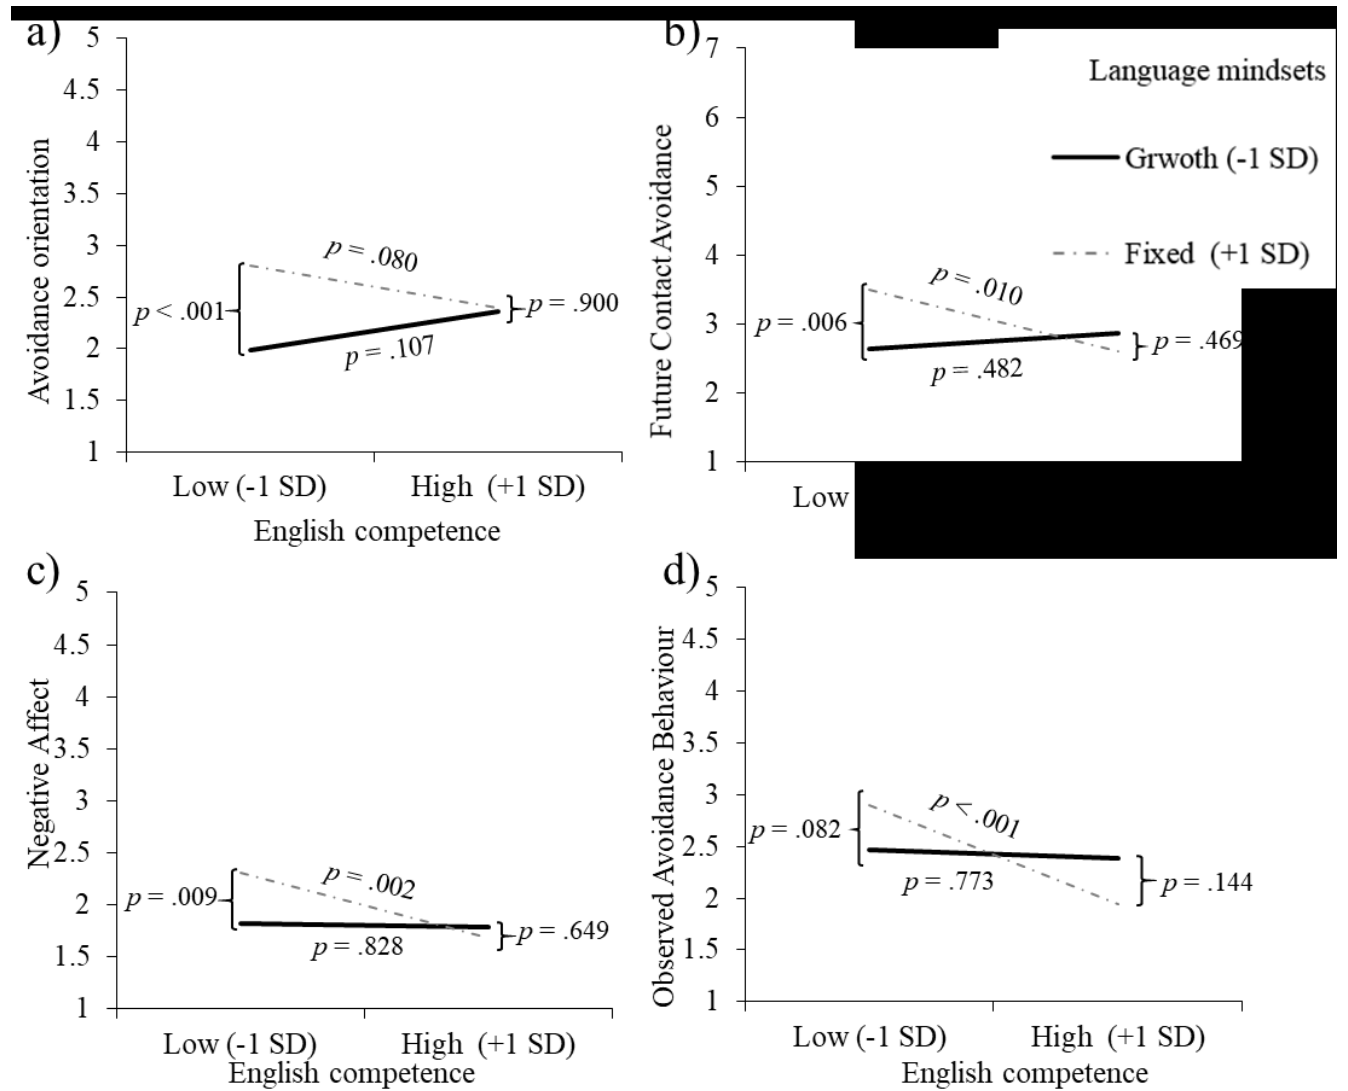 a)
5
4.5
4
3.5
3
2.5
2
1.5
1
Avoidance orientation
p = .080
p < .001
p = .900
p = .107
Low (-1 SD)
High (+1 SD)
English competence
b)
7
6
5
4
3
2
1
Future Contact Avoidance
Language mindsets
Grwoth (-1 SD)
Fixed (+1 SD)
p = .010
p = .006
p = .469
p = .482
Low
c)
5
4.5
4
3.5
3
2.5
2
1.5
1
Negative Affect
p = .002
p = .009
p = .649
p = .828
Low (-1 SD)
High (+1 SD)
English competence
d)
5
4.5
4
3.5
3
2.5
2
1.5
1
Observed Avoidance Behaviour
p < .001
p = .082
p = .773
p = .144
Low (-1 SD)
High (+1 SD)
English competence